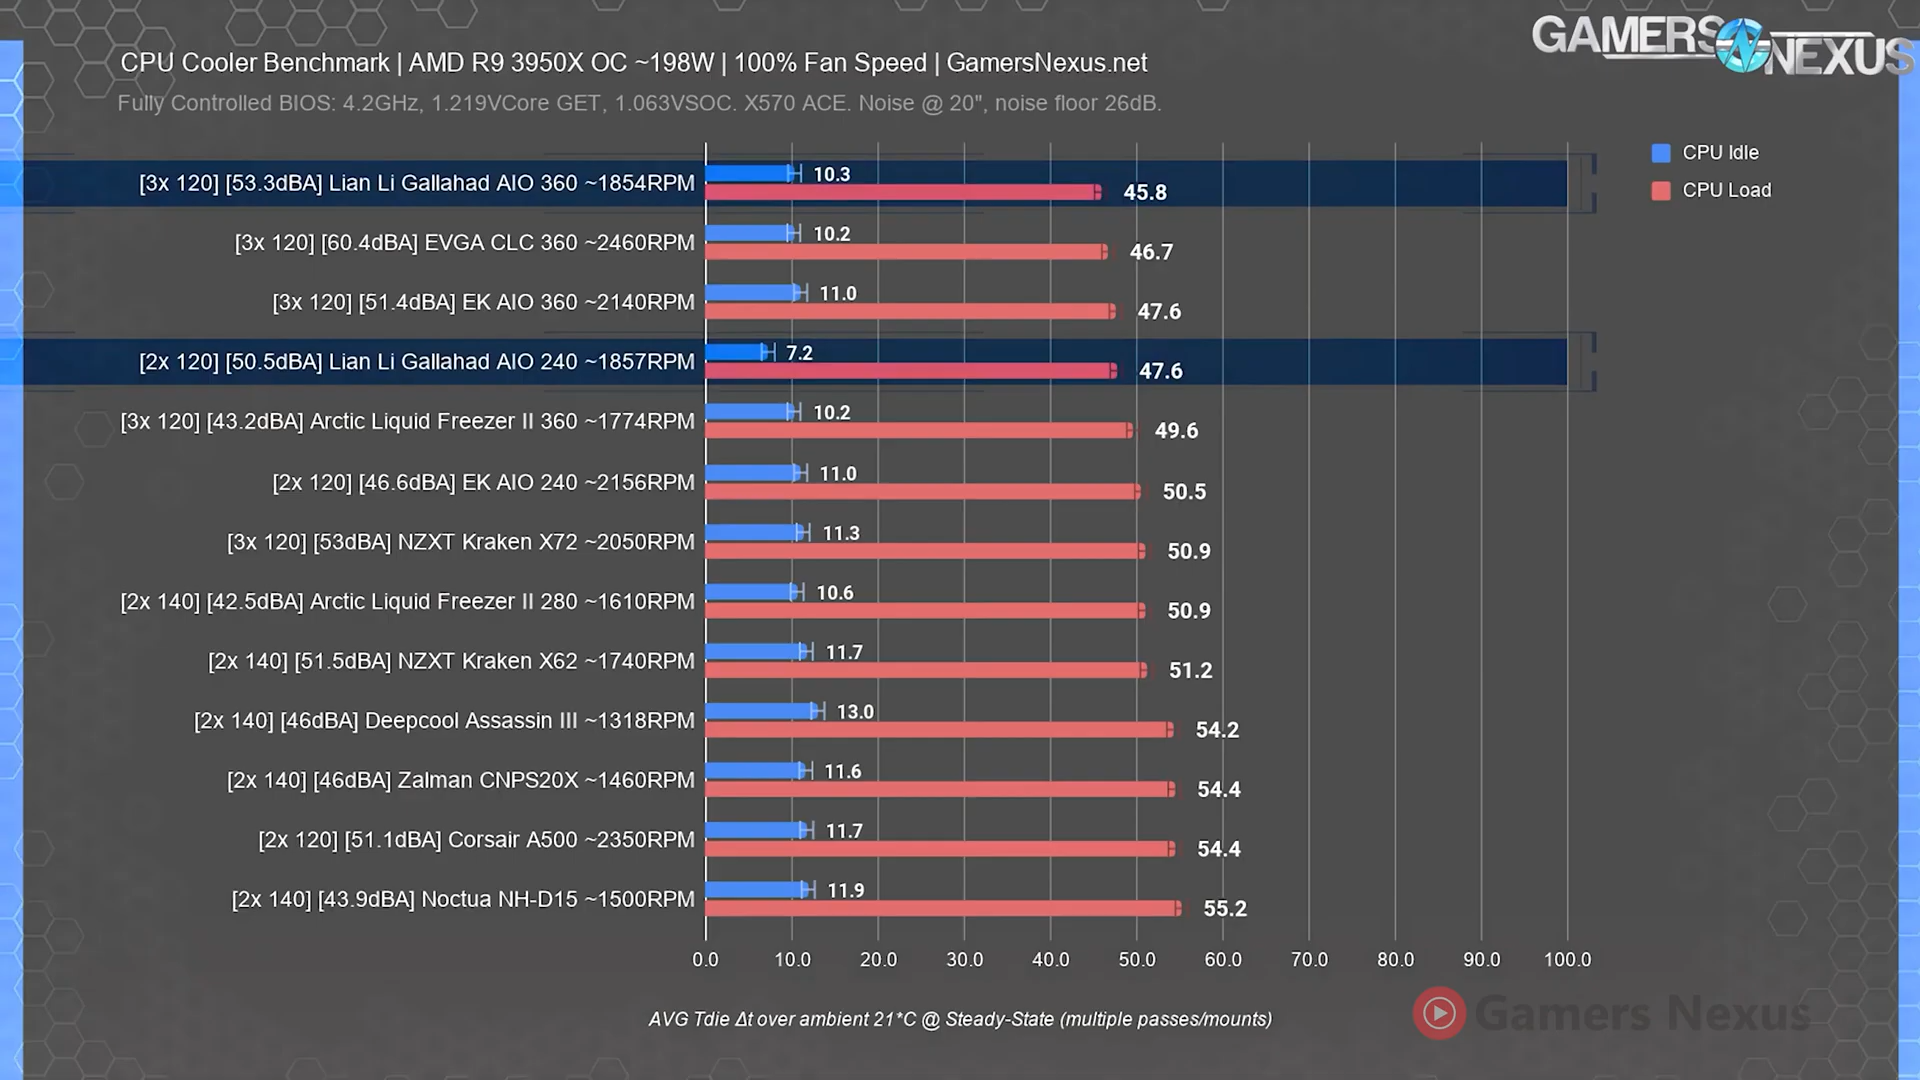 GAMERS NEXUS
CPU Cooler Benchmark | AMD R9 3950X OC ~198W | 100% Fan Speed | GamersNexus.net
Fully Controlled BIOS: 4.2GHz, 1.219VCore GET, 1.063VSOC. X570 ACE. Noise @ 20", noise floor 26dB.
CPU Idle
CPU Load
[3x 120] [53.3dBA] Lian Li Gallahad AIO 360 ~1854RPM
10.3
45.8
[3x 120] [60.4dBA] EVGA CLC 360 ~2460RPM
10.2
46.7
[3x 120] [51.4dBA] EK AIO 360 ~2140RPM
11.0
47.6
[2x 120] [50.5dBA] Lian Li Gallahad AIO 240 ~1857RPM
7.2
47.6
[3x 120] [43.2dBA] Arctic Liquid Freezer II 360 ~1774RPM
10.2
49.6
[2x 120] [46.6dBA] EK AIO 240 ~2156RPM
11.0
50.5
[3x 120] [53dBA] NZXT Kraken X72 ~2050RPM
11.3
50.9
[2x 140] [42.5dBA] Arctic Liquid Freezer II 280 ~1610RPM
10.6
50.9
[2x 140] [51.5dBA] NZXT Kraken X62 ~1740RPM
11.7
51.2
[2x 140] [46dBA] Deepcool Assassin III ~1318RPM
13.0
54.2
[2x 140] [46dBA] Zalman CNPS20X ~1460RPM
11.6
54.4
[2x 120] [51.1dBA] Corsair A500 ~2350RPM
11.7
54.4
[2x 140] [43.9dBA] Noctua NH-D15 ~1500RPM
11.9
55.2
0.0 10.0 20.0 30.0 40.0 50.0 60.0 70.0 80.0 90.0 100.0
AVG Tdie Δt over ambient 21*C @ Steady-State (multiple passes/mounts)
Gamers Nexus